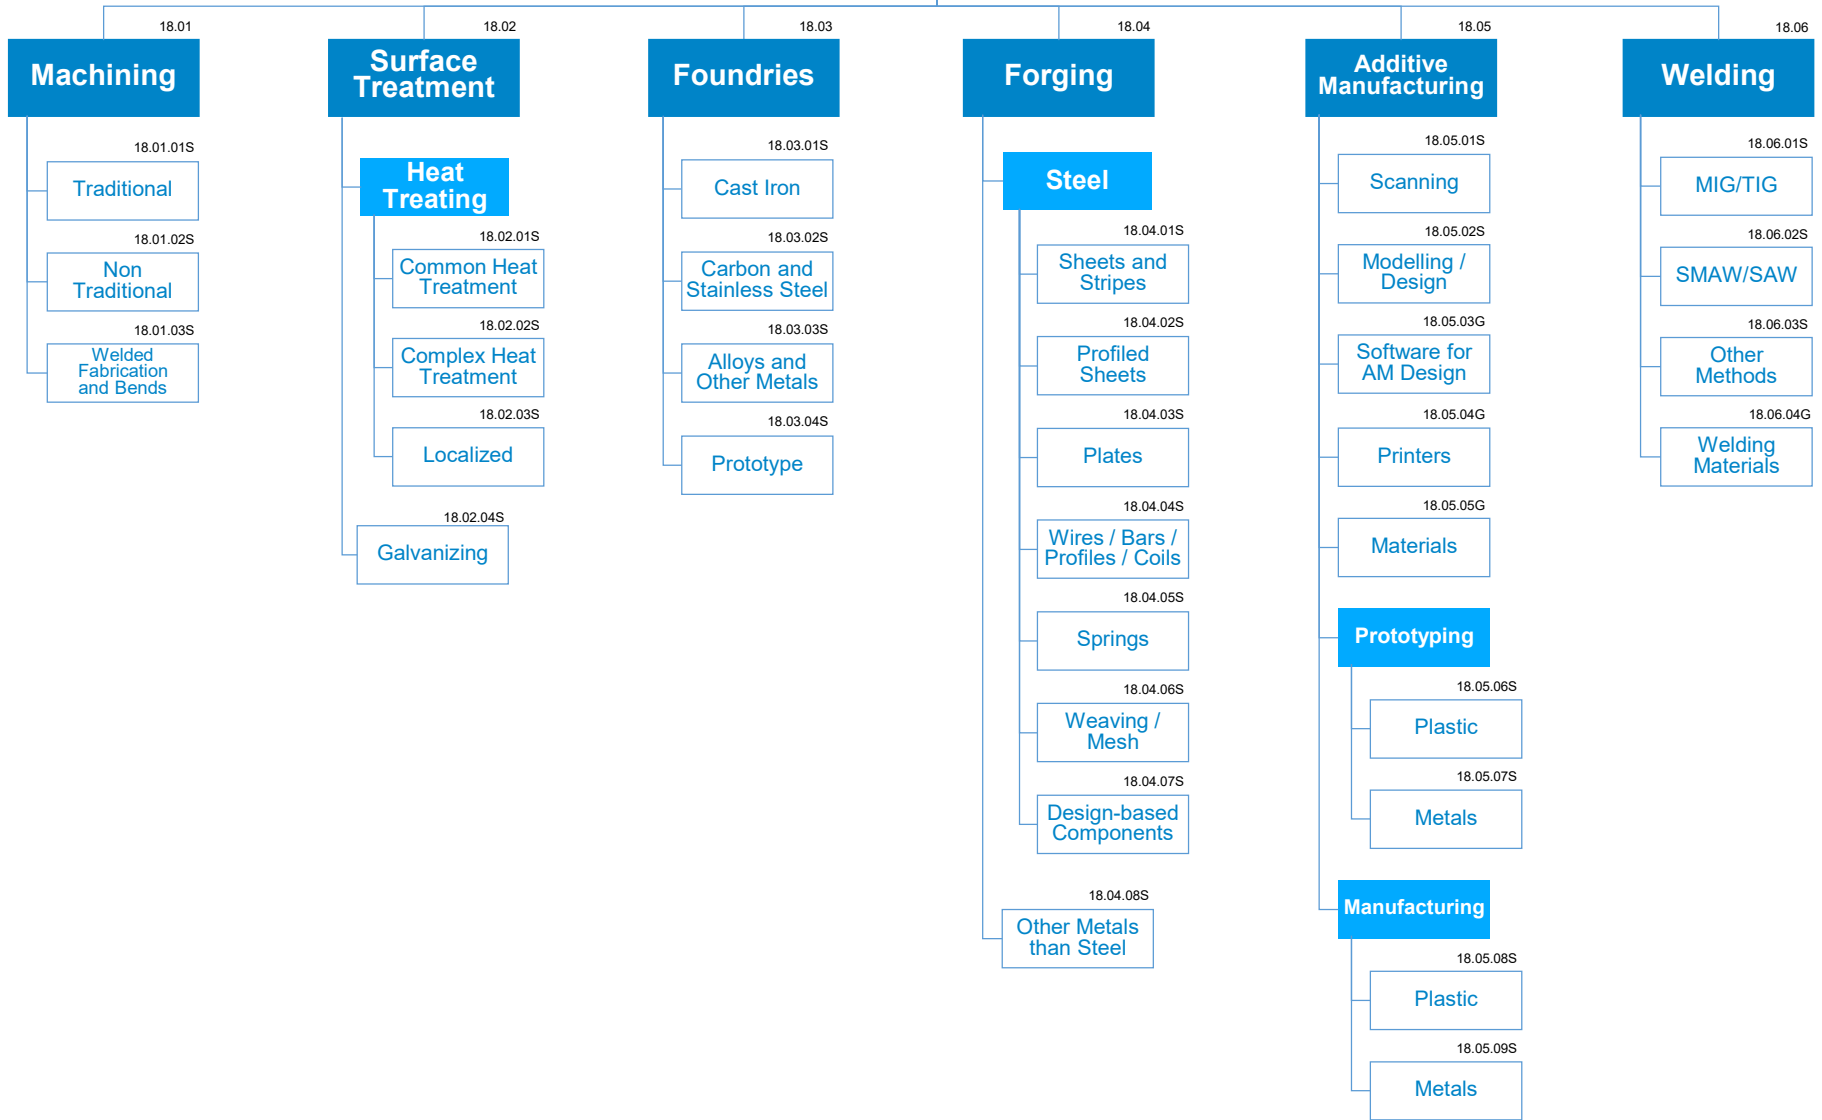 18.01
Machining
18.01.01S
Traditional
18.01.02S
Non
Traditional
18.01.03S
Welded
Fabrication
and Bends
18.02
Surface
Treatment
Heat
Treating
18.02.01S
Common Heat
Treatment
18.02.02S
Complex Heat
Treatment
18.02.03S
Localized
18.02.04S
Galvanizing
18.03
Foundries
18.03.01S
Cast Iron
18.03.02S
Carbon and
Stainless Steel
18.03.03S
Alloys and
Other Metals
18.03.04S
Prototype
18.04
Forging
Steel
18.04.01S
Sheets and
Stripes
18.04.02S
Profiled
Sheets
18.04.03S
Plates
18.04.04S
Wires / Bars /
Profiles / Coils
18.04.05S
Springs
18.04.06S
Weaving /
Mesh
18.04.07S
Design-based
Components
18.04.08S
Other Metals
than Steel
18.05
Additive
Manufacturing
18.05.01S
Scanning
18.05.02S
Modelling /
Design
18.05.03G
Software for
AM Design
18.05.04G
Printers
18.05.05G
Materials
Prototyping
18.05.06S
Plastic
18.05.07S
Metals
Manufacturing
18.05.08S
Plastic
18.05.09S
Metals
18.06
Welding
18.06.01S
MIG/TIG
18.06.02S
SMAW/SAW
18.06.03S
Other
Methods
18.06.04G
Welding
Materials